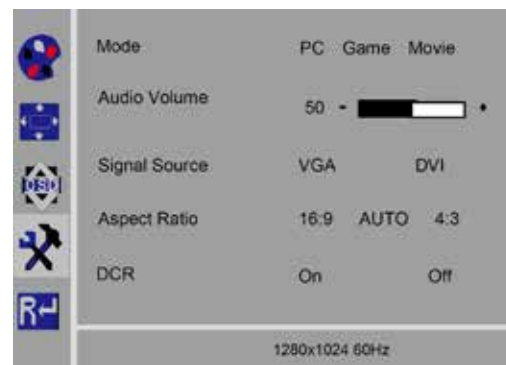 Mode PC Game Movie
Audio Volume 50 - +
Signal Source VGA DVI
Aspect Ratio 16:9 AUTO 4:3
OSD
DCR On Off
R
1280x1024 60Hz